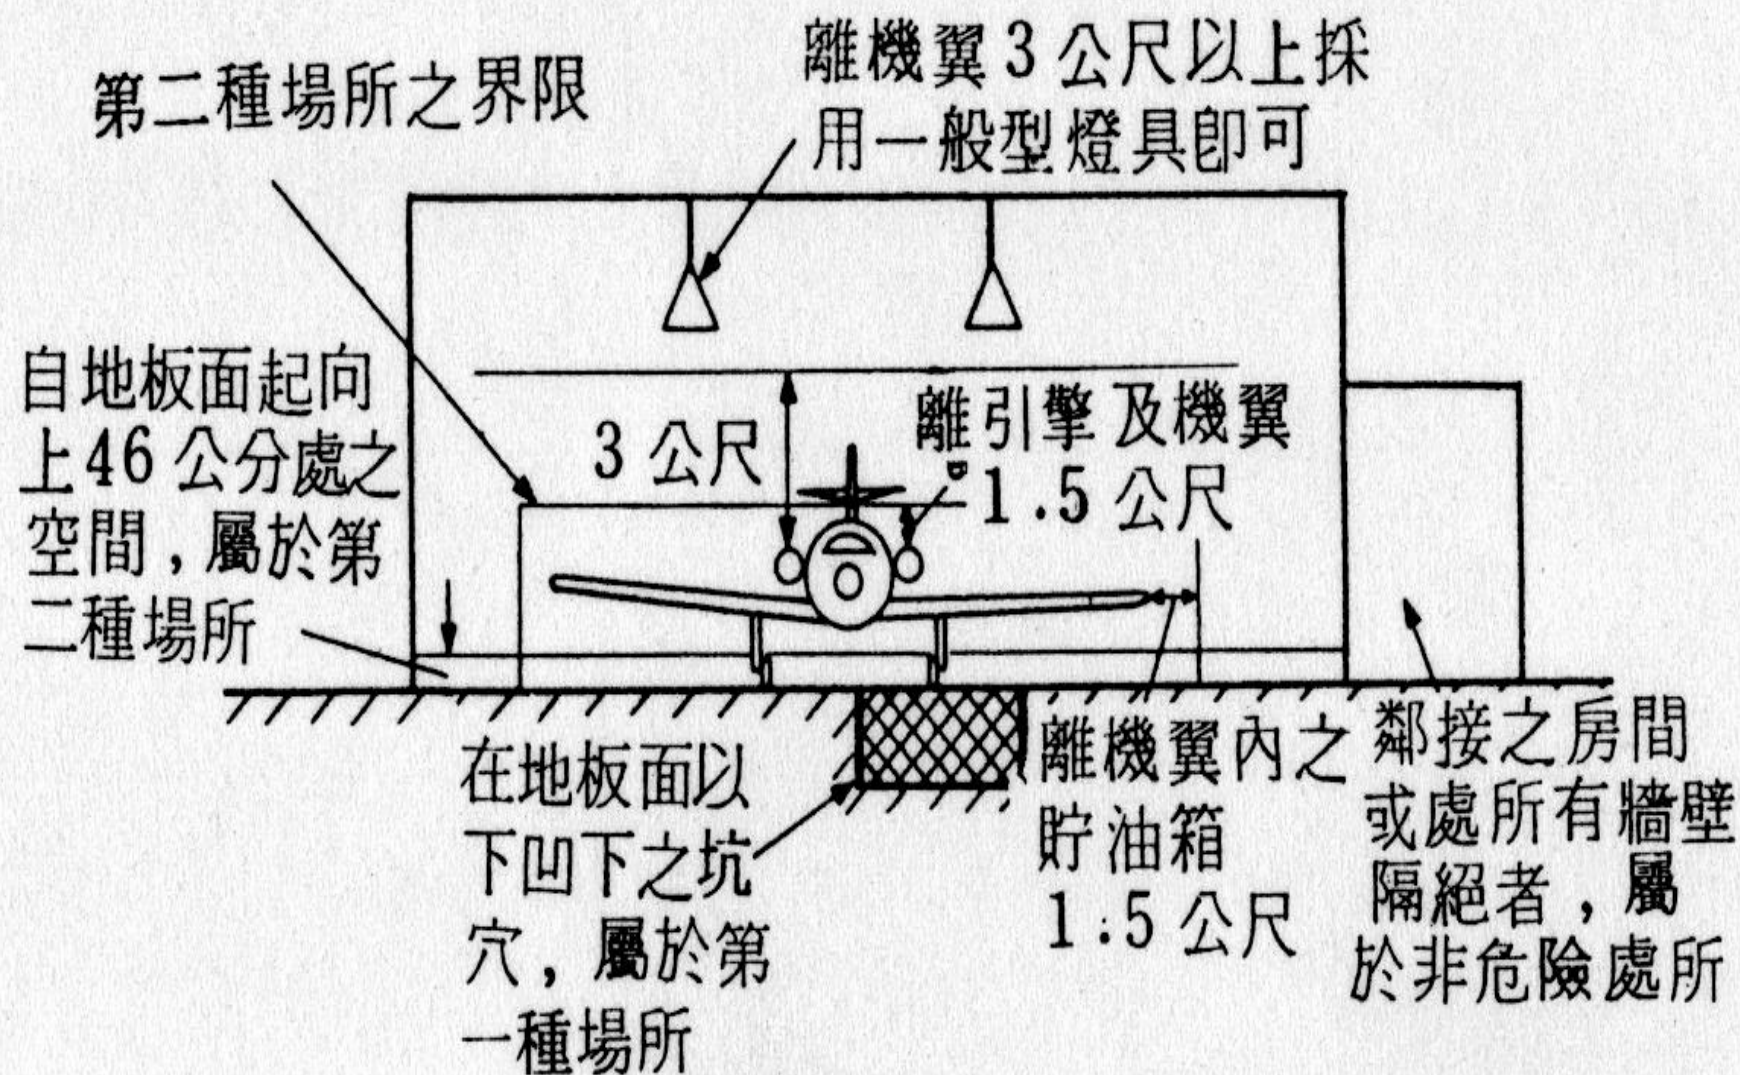 第二種場所之界限
離機翼3公尺以上採
用一般型燈具卽可
自地板面起向
上46公分處之
空間，屬於第
二種場所
3公尺
離引擎及機翼
1.5公尺
在地板面以
下凹下之坑
穴，屬於第
一種場所
離機翼內之
貯油箱
1.5公尺
鄰接之房間
或處所有牆壁
隔絕者，屬
於非危險處所